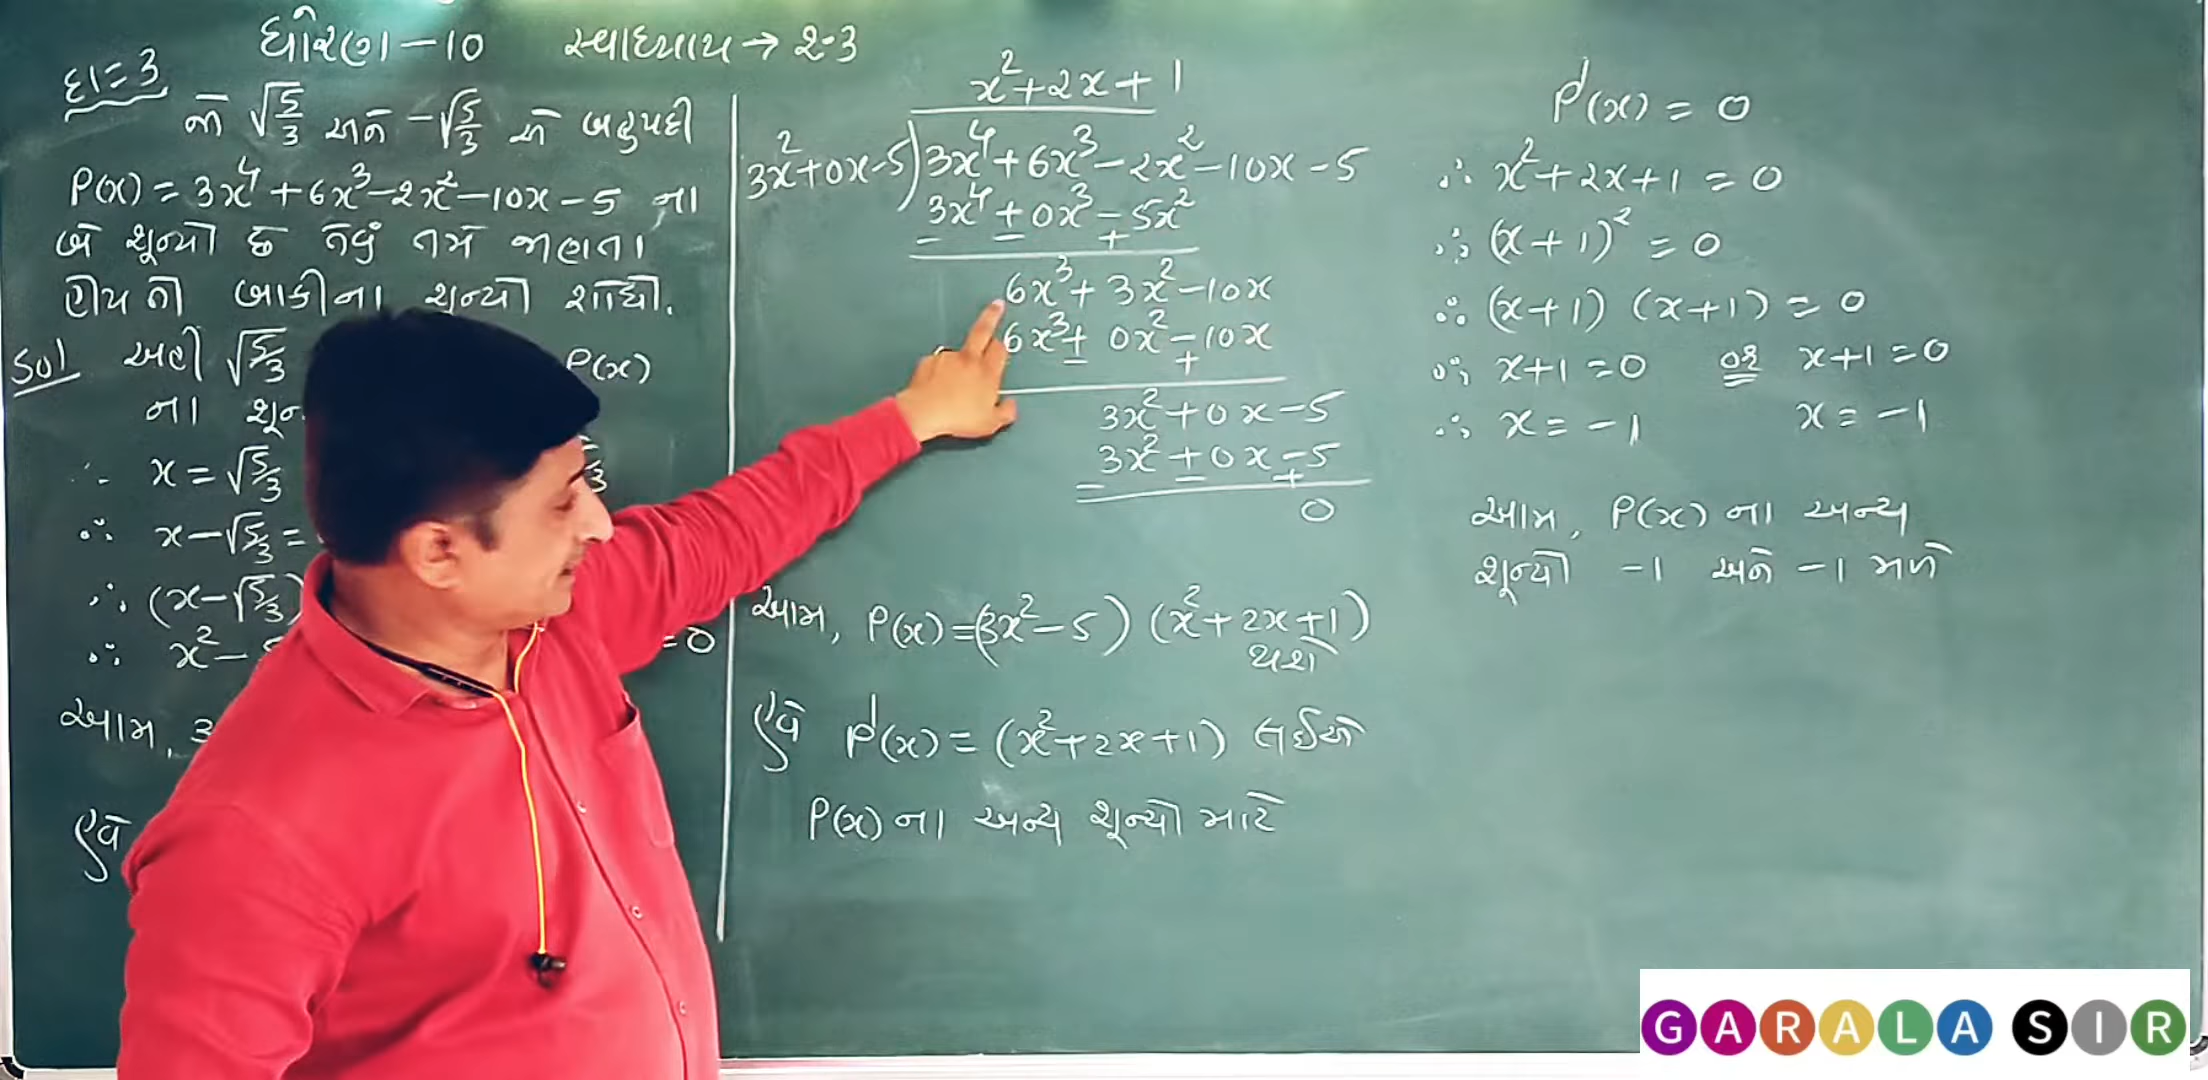 ધોરણ-10 સ્વાધ્યાય → 2.3
દા=3
જો √5/3 અને -√5/3 એ બહુપદી
P(x) = 3x⁴ + 6x³ - 2x² - 10x - 5 ના
બે શૂન્યો છે તેવું તમે જાણતા
હોય તો બાકીના શૂન્યો શોધો.
Sol અહીં √5/3 P(x)
ના
∴ x = √5/3
∴ x - √5/3 =
∴ (x - √5/3)
∴ x² - = 0
આમ, 3
હવે
x² + 2x + 1
3x² + 0x - 5 ) 3x⁴ + 6x³ - 2x² - 10x - 5
3x⁴ + 0x³ - 5x²
- - +
6x³ + 3x² - 10x
6x³ + 0x² - 10x
- +
3x² + 0x - 5
3x² + 0x - 5
- - +
0
આમ, P(x) = (3x² - 5) (x² + 2x + 1)
થશે
હવે P'(x) = (x² + 2x + 1) લઈએ
P(x) ના અન્ય શૂન્યો માટે
P'(x) = 0
∴ x² + 2x + 1 = 0
∴ (x + 1)² = 0
∴ (x + 1) (x + 1) = 0
∴ x + 1 = 0 or x + 1 = 0
∴ x = -1 x = -1
આમ, P(x) ના અન્ય
શૂન્યો -1 અને -1 મળે
GARALA SIR